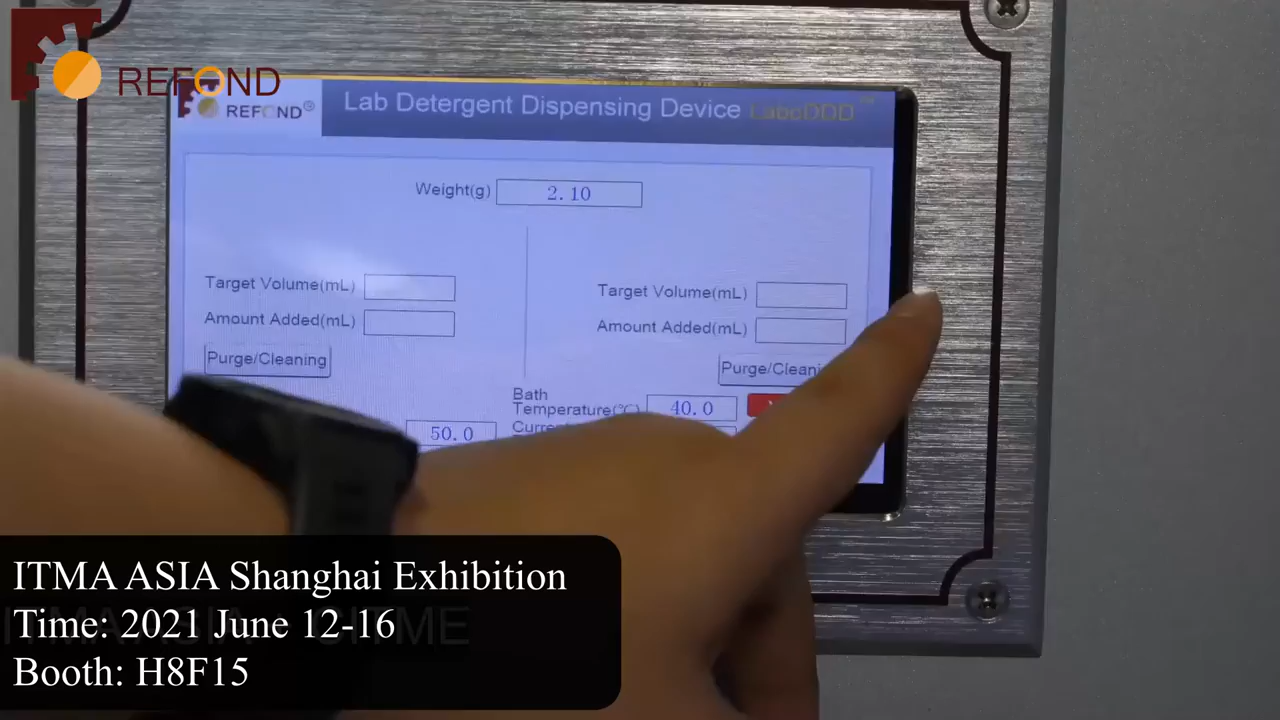 REFOND
REFOND®
Lab Detergent Dispensing Device LaboDDD™
Weight(g) 2.10
Target Volume(mL)
Amount Added(mL)
Purge/Cleaning
Target Volume(mL)
Amount Added(mL)
Bath
Temperature(℃) 40.0
50.0
ITMA ASIA Shanghai Exhibition
Time: 2021 June 12-16
Booth: H8F15